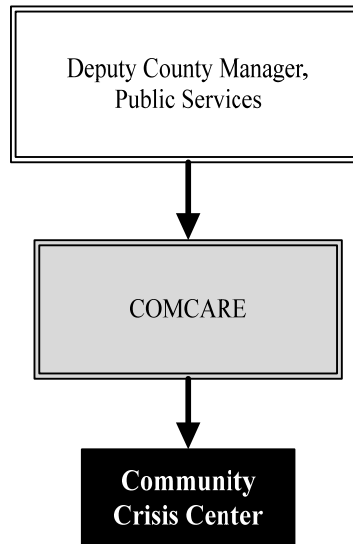 Deputy County Manager,
Public Services
COMCARE
Community
Crisis Center